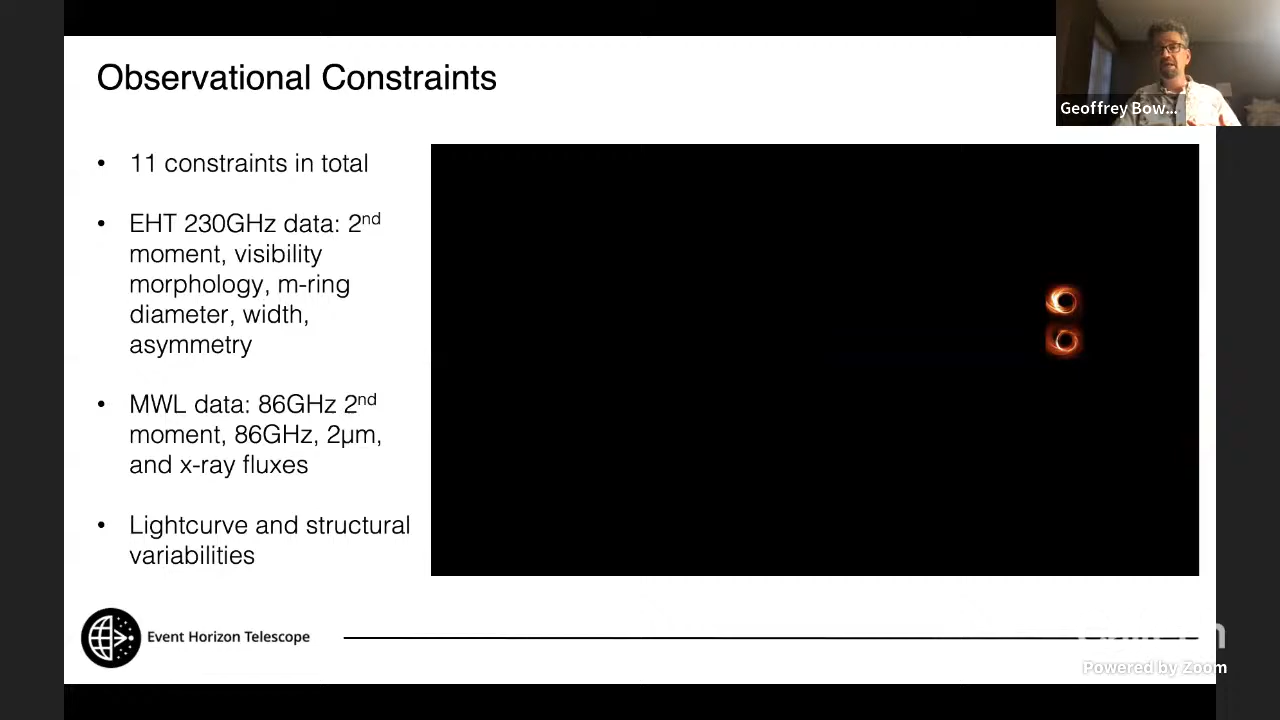 Observational Constraints
Geoffrey Bow...
• 11 constraints in total
• EHT 230GHz data: 2nd
moment, visibility
morphology, m-ring
diameter, width,
asymmetry
• MWL data: 86GHz 2nd
moment, 86GHz, 2µm,
and x-ray fluxes
• Lightcurve and structural
variabilities
Event Horizon Telescope
Powered by Zoom